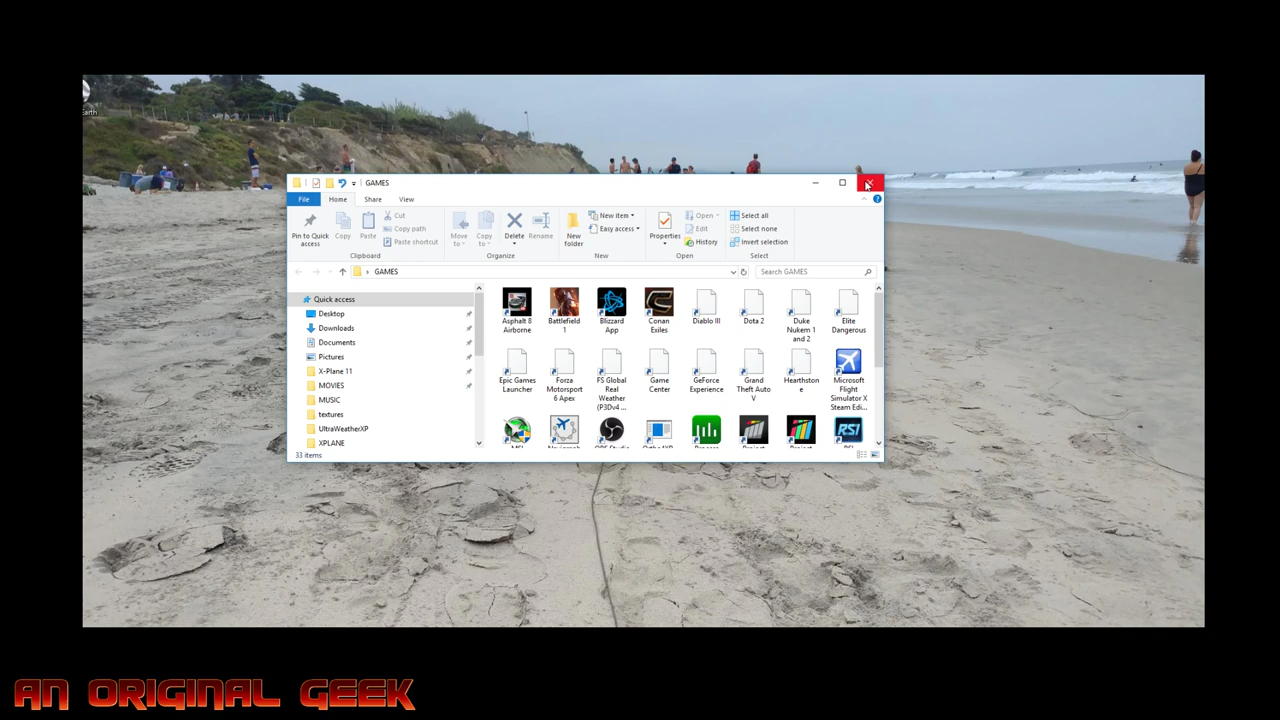 Earth
GAMES
File Home Share View
Pin to Quick access
Copy
Paste
Cut
Copy path
Paste shortcut
Clipboard
Move to
Copy to
Delete
Rename
Organize
New folder
New item
Easy access
New
Properties
Open
Edit
History
Open
Select all
Select none
Invert selection
Select
GAMES
Search GAMES
Quick access
Desktop
Downloads
Documents
Pictures
X-Plane 11
MOVIES
MUSIC
textures
UltraWeatherXP
XPLANE
Asphalt 8 Airborne
Battlefield 1
Blizzard App
Conan Exiles
Diablo III
Dota 2
Duke Nukem 1 and 2
Elite Dangerous
Epic Games Launcher
Forza Motorsport 6 Apex
FS Global Real Weather (P3Dv4 ...
Game Center
GeForce Experience
Grand Theft Auto V
Hearthstone
Microsoft Flight Simulator X Steam Edi...
RSI
33 items
AN ORIGINAL GEEK